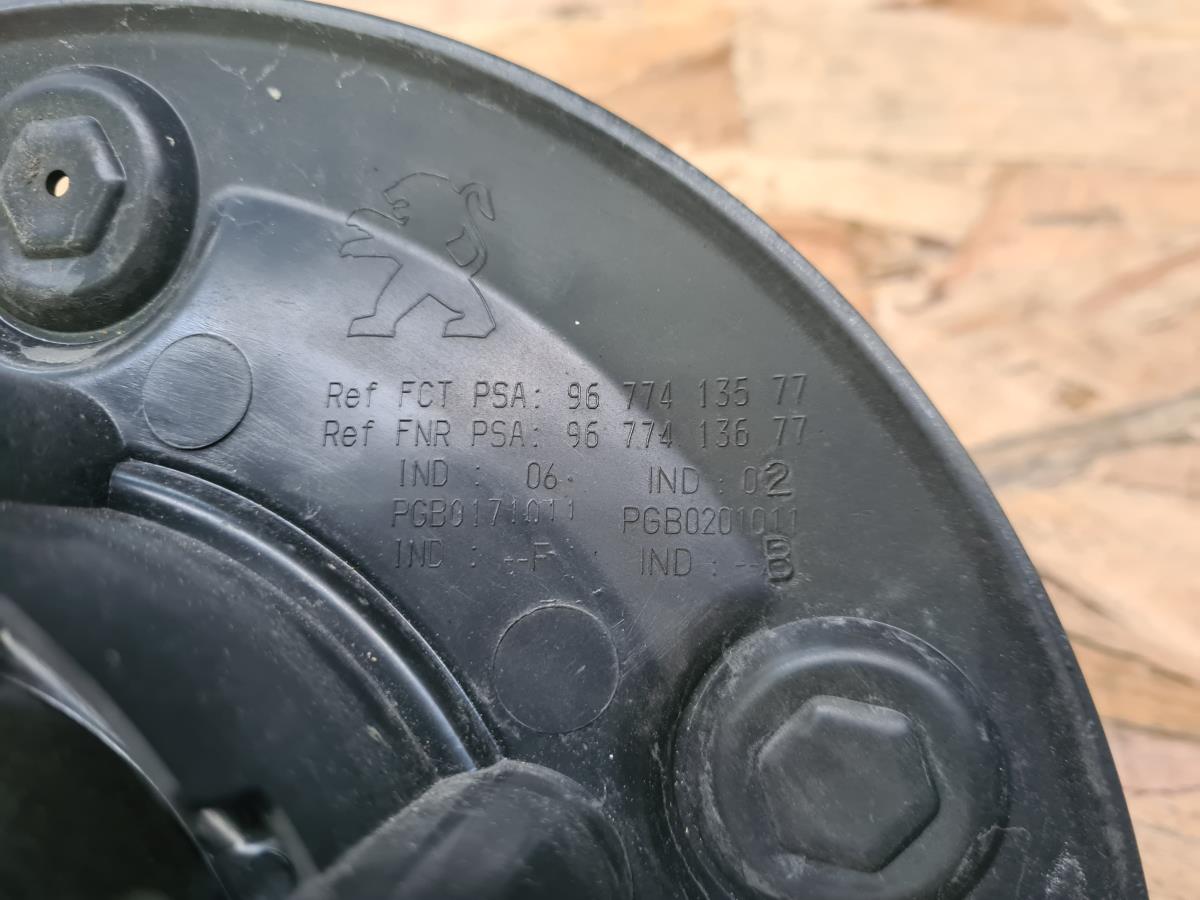 Ref FCT PSA: 96 774 135 77
Ref FNR PSA: 96 774 136 77
IND : 06 IND : 02
PGB0171011 PGB0201011
IND : --F IND : --B